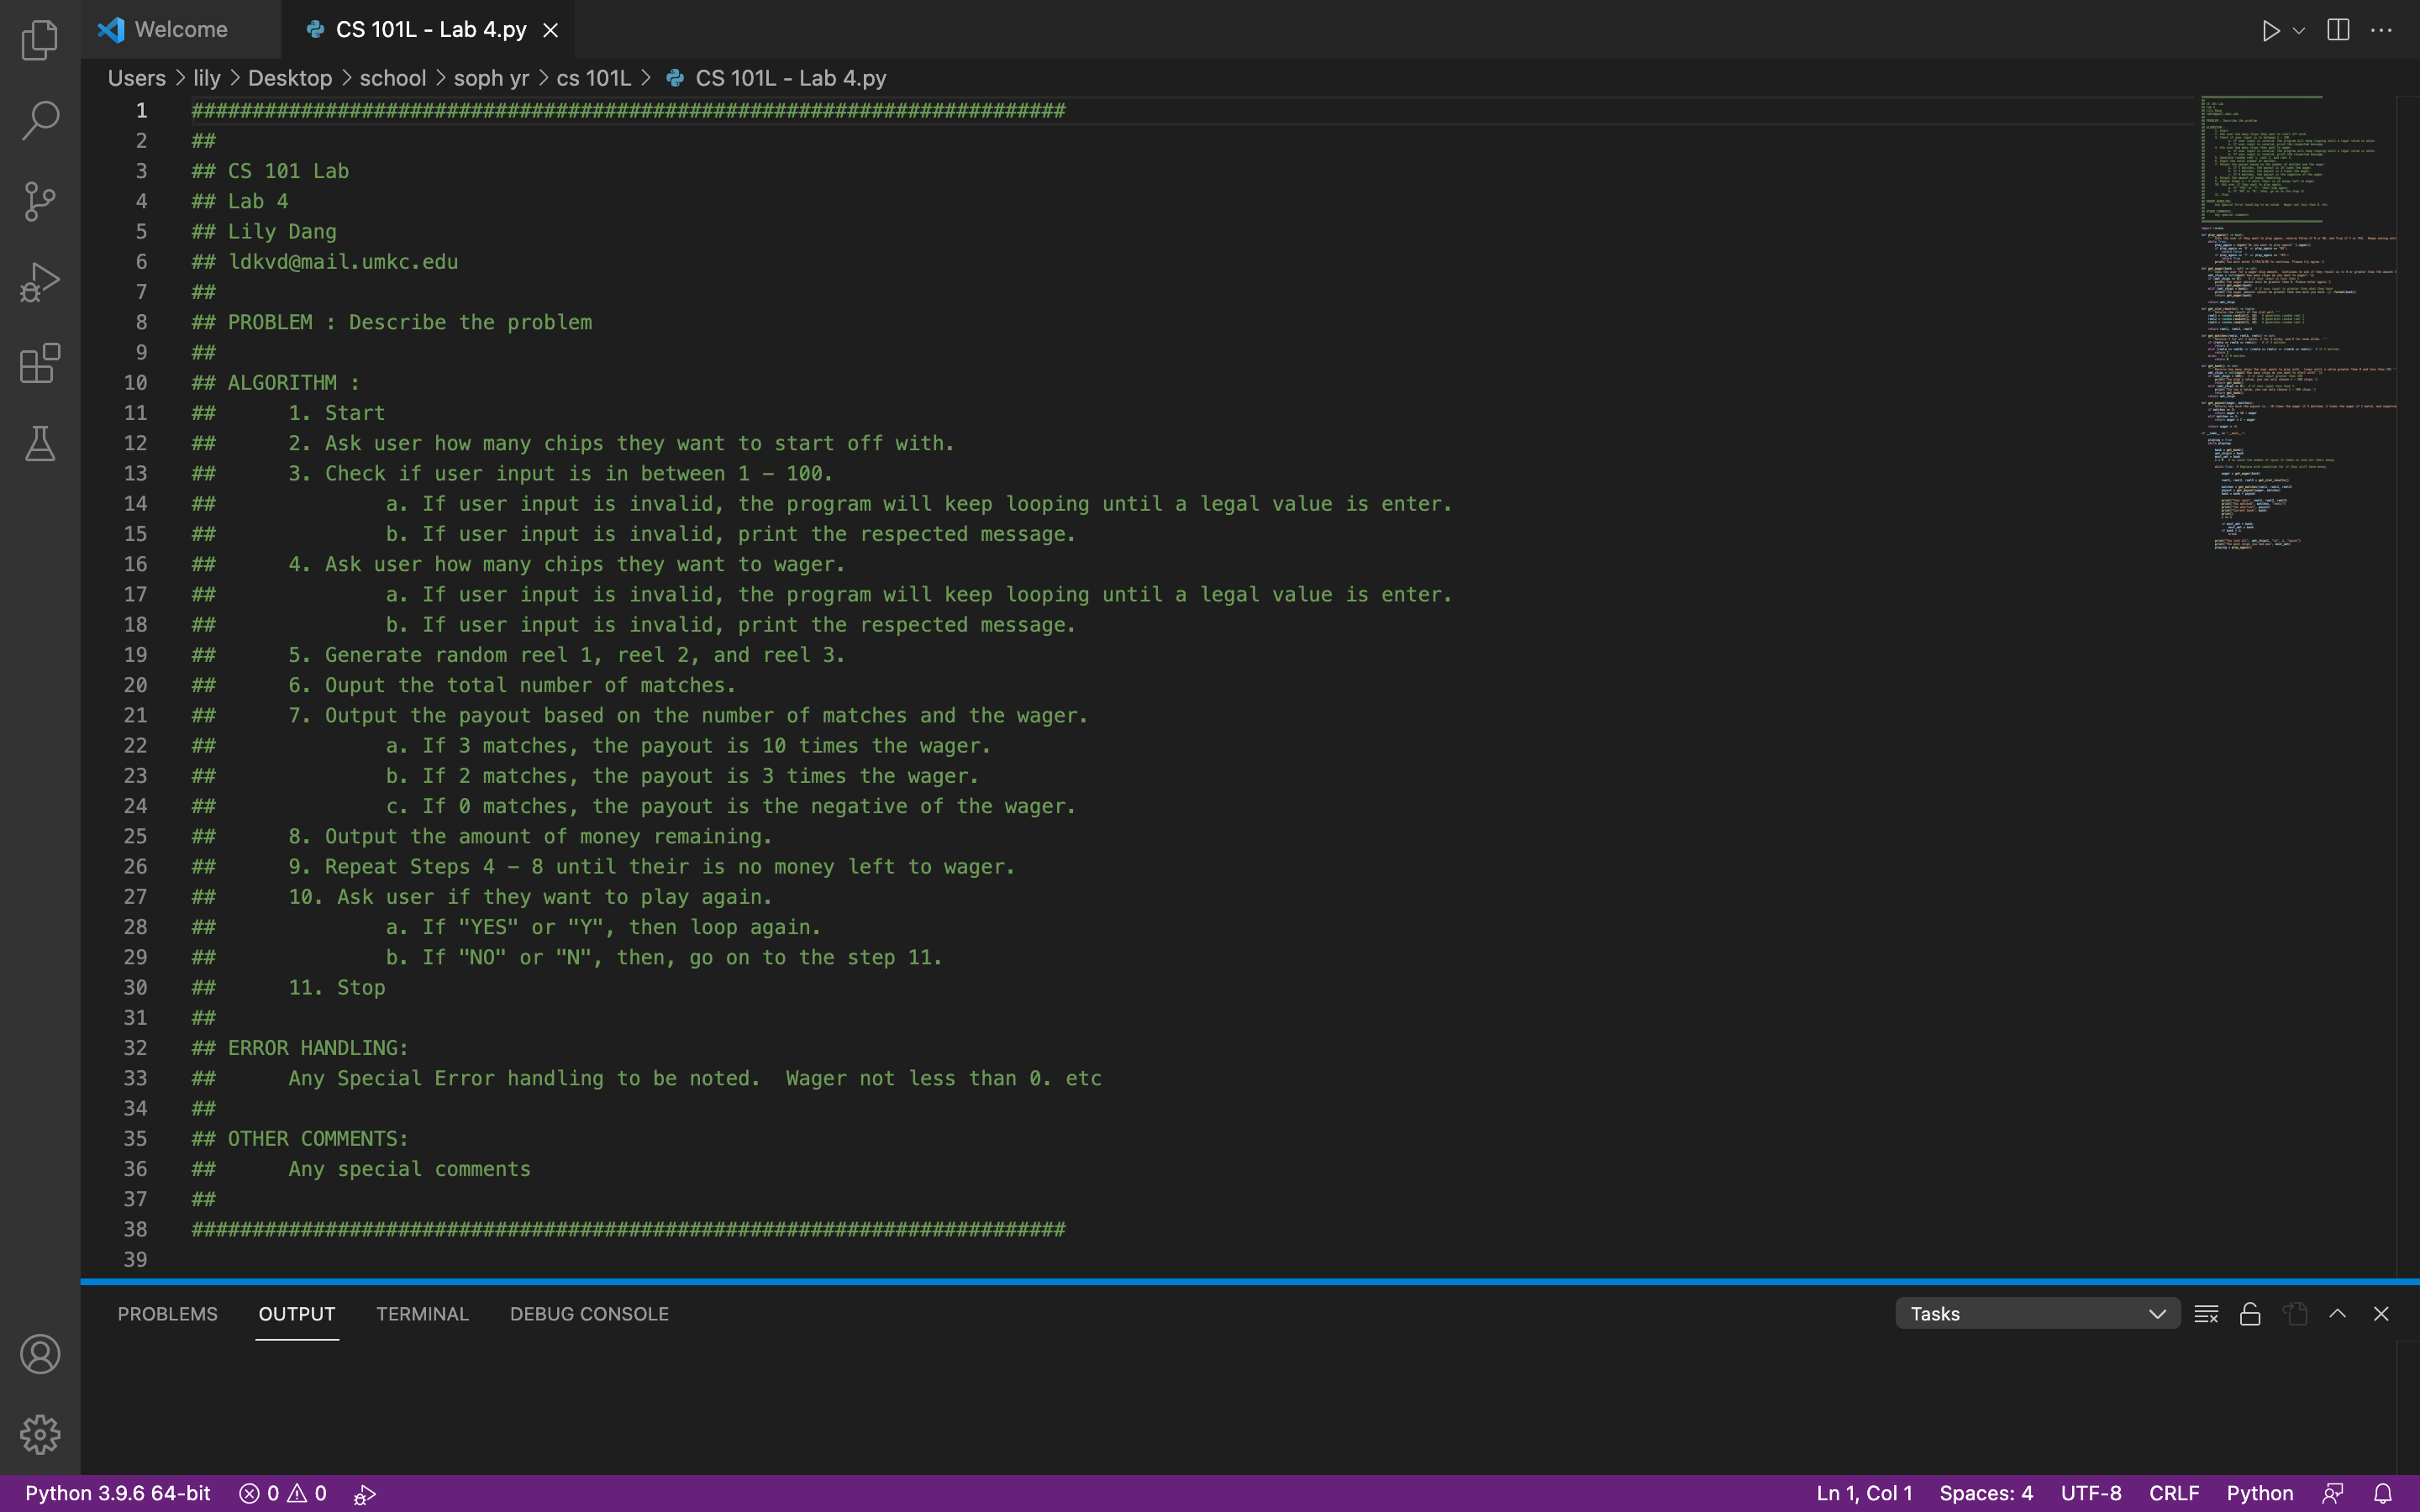 Welcome
CS 101L - Lab 4.py
Users > lily > Desktop > school > soph yr > cs 101L > CS 101L - Lab 4.py
1 ########################################################################
2 ##
3 ## CS 101 Lab
4 ## Lab 4
5 ## Lily Dang
6 ## ldkvd@mail.umkc.edu
7 ##
8 ## PROBLEM : Describe the problem
9 ##
10 ## ALGORITHM :
11 ##      1. Start
12 ##      2. Ask user how many chips they want to start off with.
13 ##      3. Check if user input is in between 1 - 100.
14 ##              a. If user input is invalid, the program will keep looping until a legal value is enter.
15 ##              b. If user input is invalid, print the respected message.
16 ##      4. Ask user how many chips they want to wager.
17 ##              a. If user input is invalid, the program will keep looping until a legal value is enter.
18 ##              b. If user input is invalid, print the respected message.
19 ##      5. Generate random reel 1, reel 2, and reel 3.
20 ##      6. Ouput the total number of matches.
21 ##      7. Output the payout based on the number of matches and the wager.
22 ##              a. If 3 matches, the payout is 10 times the wager.
23 ##              b. If 2 matches, the payout is 3 times the wager.
24 ##              c. If 0 matches, the payout is the negative of the wager.
25 ##      8. Output the amount of money remaining.
26 ##      9. Repeat Steps 4 - 8 until their is no money left to wager.
27 ##      10. Ask user if they want to play again.
28 ##              a. If "YES" or "Y", then loop again.
29 ##              b. If "NO" or "N", then, go on to the step 11.
30 ##      11. Stop
31 ##
32 ## ERROR HANDLING:
33 ##      Any Special Error handling to be noted.  Wager not less than 0. etc
34 ##
35 ## OTHER COMMENTS:
36 ##      Any special comments
37 ##
38 ########################################################################
39
PROBLEMS OUTPUT TERMINAL DEBUG CONSOLE Tasks
Python 3.9.6 64-bit 0 0 Ln 1, Col 1 Spaces: 4 UTF-8 CRLF Python